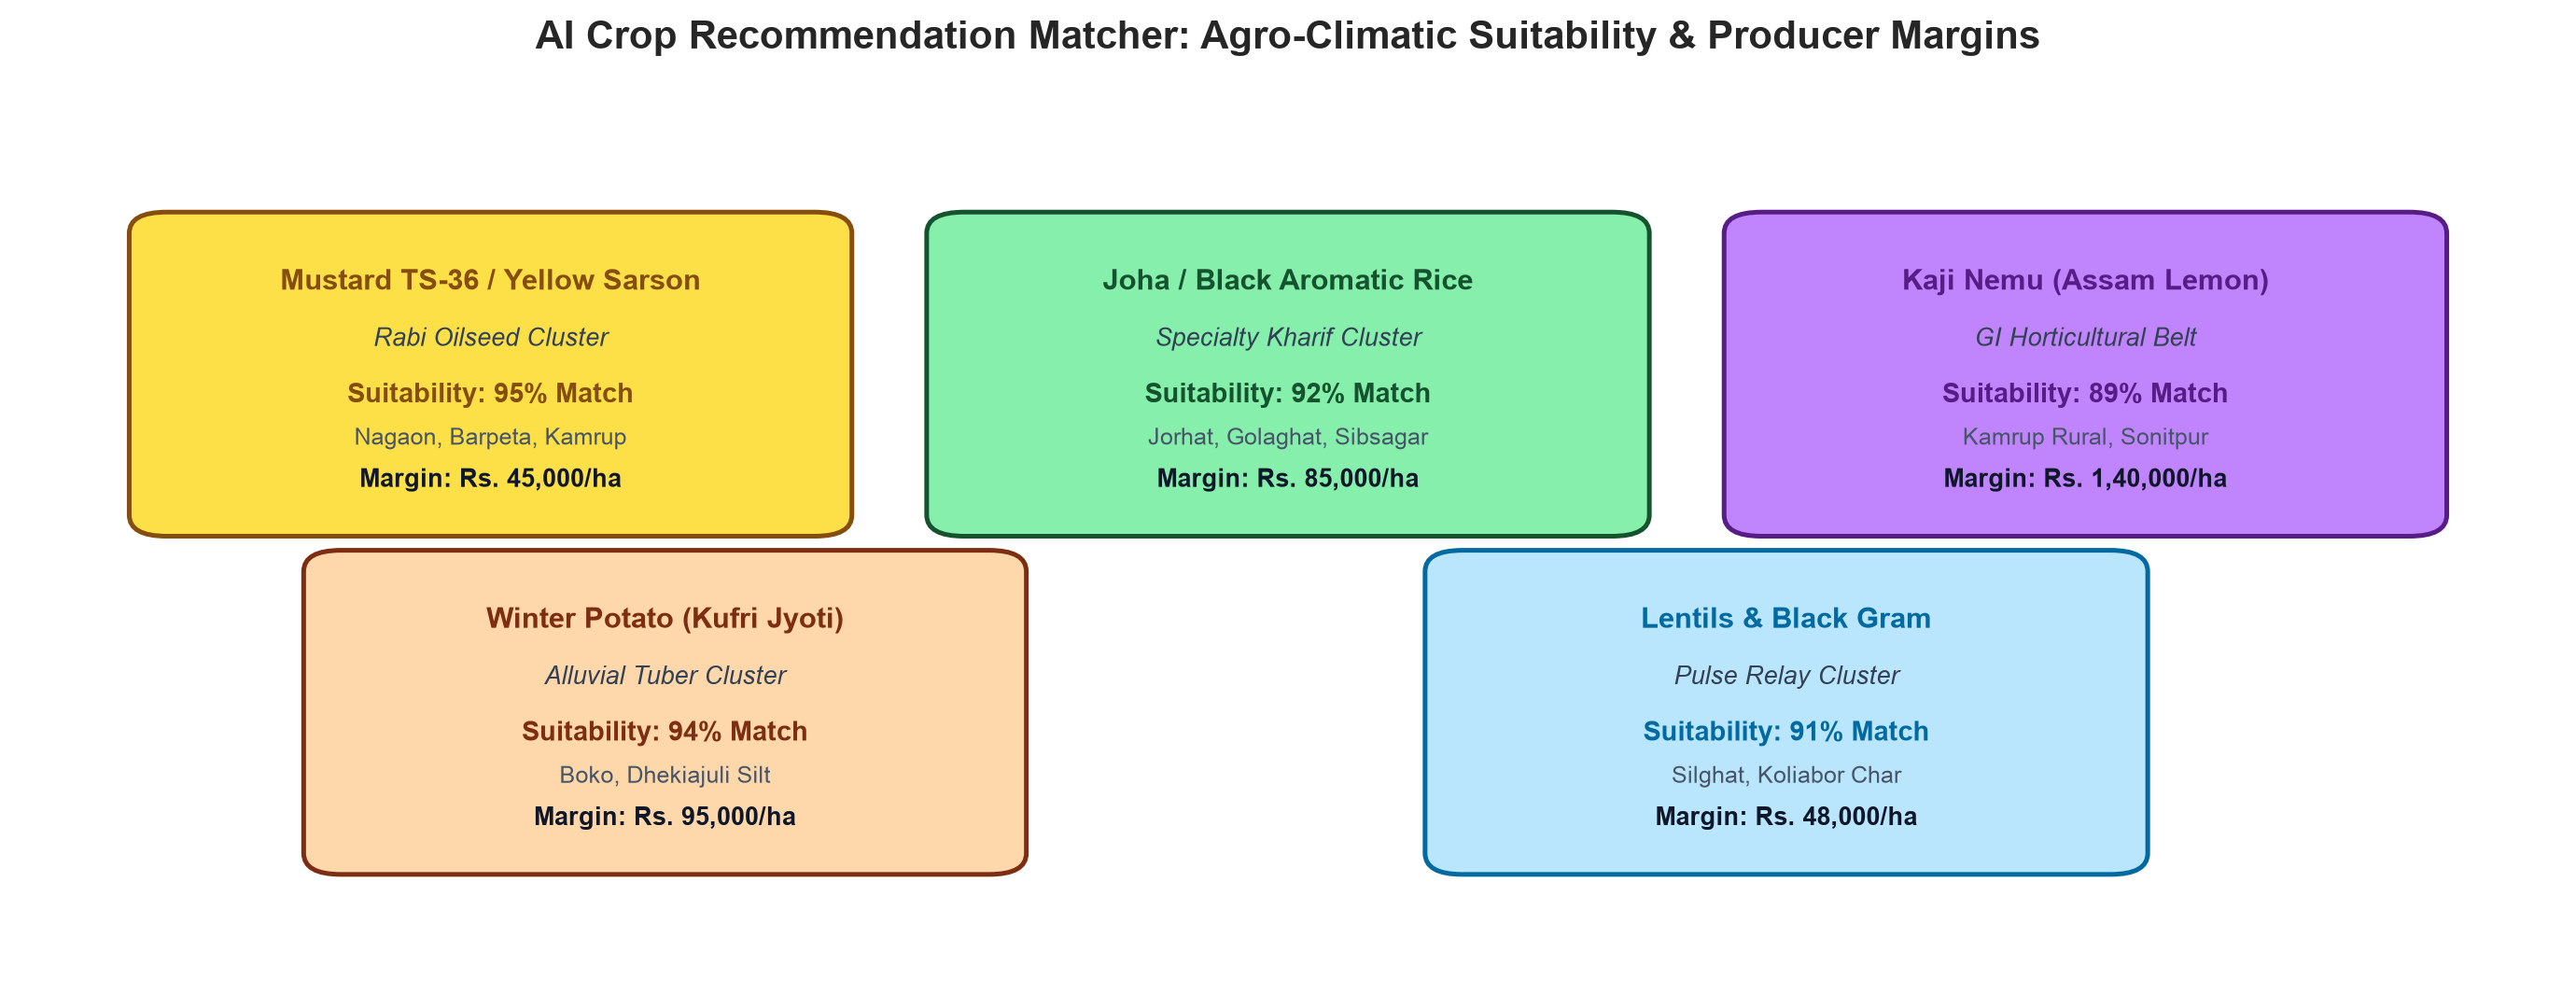 AI Crop Recommendation Matcher: Agro-Climatic Suitability & Producer Margins
Mustard TS-36 / Yellow Sarson
Rabi Oilseed Cluster
Suitability: 95% Match
Nagaon, Barpeta, Kamrup
Margin: Rs. 45,000/ha
Joha / Black Aromatic Rice
Specialty Kharif Cluster
Suitability: 92% Match
Jorhat, Golaghat, Sibsagar
Margin: Rs. 85,000/ha
Kaji Nemu (Assam Lemon)
GI Horticultural Belt
Suitability: 89% Match
Kamrup Rural, Sonitpur
Margin: Rs. 1,40,000/ha
Winter Potato (Kufri Jyoti)
Alluvial Tuber Cluster
Suitability: 94% Match
Boko, Dhekiajuli Silt
Margin: Rs. 95,000/ha
Lentils & Black Gram
Pulse Relay Cluster
Suitability: 91% Match
Silghat, Koliabor Char
Margin: Rs. 48,000/ha